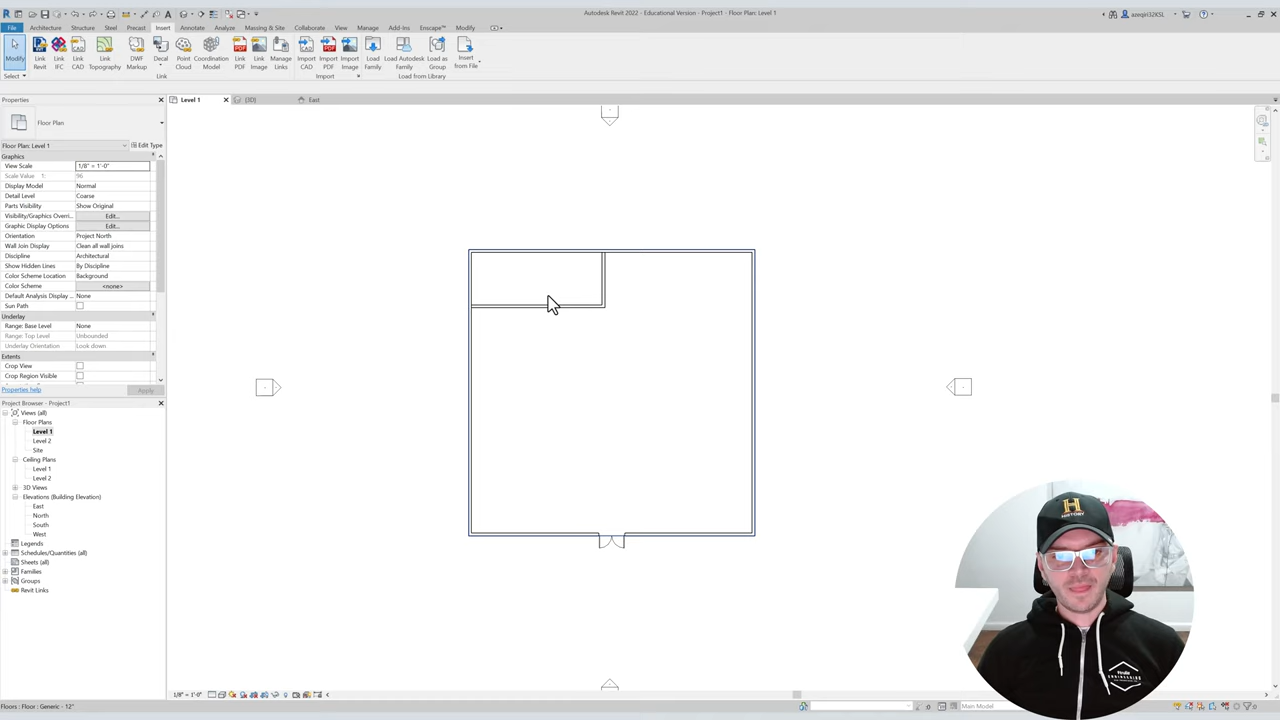 Autodesk Revit 2022 - Educational Version - Project1 - Floor Plan: Level 1
File Architecture Structure Steel Precast Insert Annotate Analyze Massing & Site Collaborate View Manage Add-Ins Enscape™ Modify
Modify
Link Revit
Link IFC
Link CAD
Link Topography
DWF Markup
Decal
Point Cloud
Coordination Model
Link PDF
Link Image
Manage Links
Import CAD
Import PDF
Import Image
Load Family
Load Autodesk Family
Load as Group
Insert from File
Select Link Import Load from Library
Properties
Level 1 {3D} East
Floor Plan
Floor Plan: Level 1 Edit Type
Graphics
View Scale 1/8" = 1'-0"
Scale Value 1: 96
Display Model Normal
Detail Level Coarse
Parts Visibility Show Original
Visibility/Graphics Overri... Edit...
Graphic Display Options Edit...
Orientation Project North
Wall Join Display Clean all wall joins
Discipline Architectural
Show Hidden Lines By Discipline
Color Scheme Location Background
Color Scheme <none>
Default Analysis Display ... None
Sun Path
Underlay
Range: Base Level None
Range: Top Level Unbounded
Underlay Orientation Look down
Extents
Crop View
Crop Region Visible
Properties help Apply
Project Browser - Project1
Views (all)
Floor Plans
Level 1
Level 2
Site
Ceiling Plans
Level 1
Level 2
3D Views
Elevations (Building Elevation)
East
North
South
West
Legends
Schedules/Quantities (all)
Sheets (all)
Families
Groups
Revit Links
H
HISTORY
1/8" = 1'-0"
Floors : Floor : Generic - 12"
:0
Main Model
:0